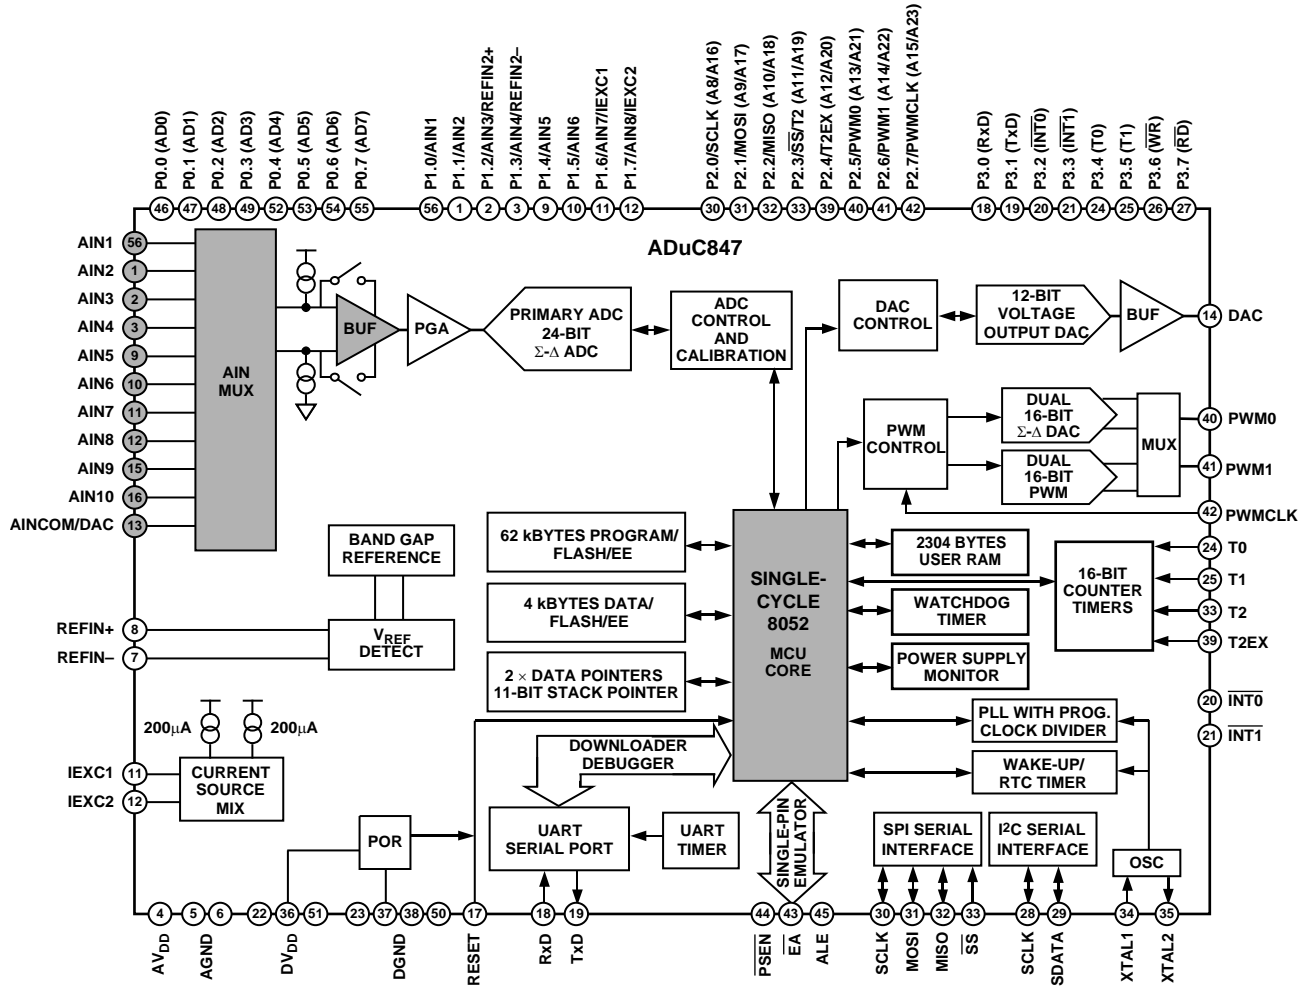 P0.0 (AD0)
P0.1 (AD1)
P0.2 (AD2)
P0.3 (AD3)
P0.4 (AD4)
P0.5 (AD5)
P0.6 (AD6)
P0.7 (AD7)
P1.0/AIN1
P1.1/AIN2
P1.2/AIN3/REFIN2+
P1.3/AIN4/REFIN2–
P1.4/AIN5
P1.5/AIN6
P1.6/AIN7/IEXC1
P1.7/AIN8/IEXC2
P2.0/SCLK (A8/A16)
P2.1/MOSI (A9/A17)
P2.2/MISO (A10/A18)
P2.3/SS/T2 (A11/A19)
P2.4/T2EX (A12/A20)
P2.5/PWM0 (A13/A21)
P2.6/PWM1 (A14/A22)
P2.7/PWMCLK (A15/A23)
P3.0 (RxD)
P3.1 (TxD)
P3.2 (INT0)
P3.3 (INT1)
P3.4 (T0)
P3.5 (T1)
P3.6 (WR)
P3.7 (RD)
46 47 48 49 52 53 54 55 56 1 2 3 9 10 11 12 30 31 32 33 39 40 41 42 18 19 20 21 24 25 26 27
ADuC847
AIN1 56
AIN2 1
AIN3 2
AIN4 3
AIN5 9
AIN6 10
AIN7 11
AIN8 12
AIN9 15
AIN10 16
AINCOM/DAC 13
AIN
MUX
BUF
PGA
PRIMARY ADC
24-BIT
Σ-Δ ADC
ADC
CONTROL
AND
CALIBRATION
DAC
CONTROL
12-BIT
VOLTAGE
OUTPUT DAC
BUF
14 DAC
PWM
CONTROL
DUAL
16-BIT
Σ-Δ DAC
DUAL
16-BIT
PWM
MUX
40 PWM0
41 PWM1
42 PWMCLK
BAND GAP
REFERENCE
VREF
DETECT
REFIN+ 8
REFIN– 7
62 kBYTES PROGRAM/
FLASH/EE
4 kBYTES DATA/
FLASH/EE
2 × DATA POINTERS
11-BIT STACK POINTER
SINGLE-
CYCLE
8052
MCU
CORE
2304 BYTES
USER RAM
WATCHDOG
TIMER
POWER SUPPLY
MONITOR
16-BIT
COUNTER
TIMERS
24 T0
25 T1
33 T2
39 T2EX
20 INT0
21 INT1
PLL WITH PROG.
CLOCK DIVIDER
WAKE-UP/
RTC TIMER
200µA 200µA
IEXC1 11
IEXC2 12
CURRENT
SOURCE
MIX
DOWNLOADER
DEBUGGER
POR
UART
SERIAL PORT
UART
TIMER
SINGLE-PIN
EMULATOR
SPI SERIAL
INTERFACE
I2C SERIAL
INTERFACE
OSC
4 5 6 22 36 51 23 37 38 50 17 18 19 44 43 45 30 31 32 33 28 29 34 35
AVDD
AGND
DVDD
DGND
RESET
RxD
TxD
PSEN
EA
ALE
SCLK
MOSI
MISO
SS
SCLK
SDATA
XTAL1
XTAL2